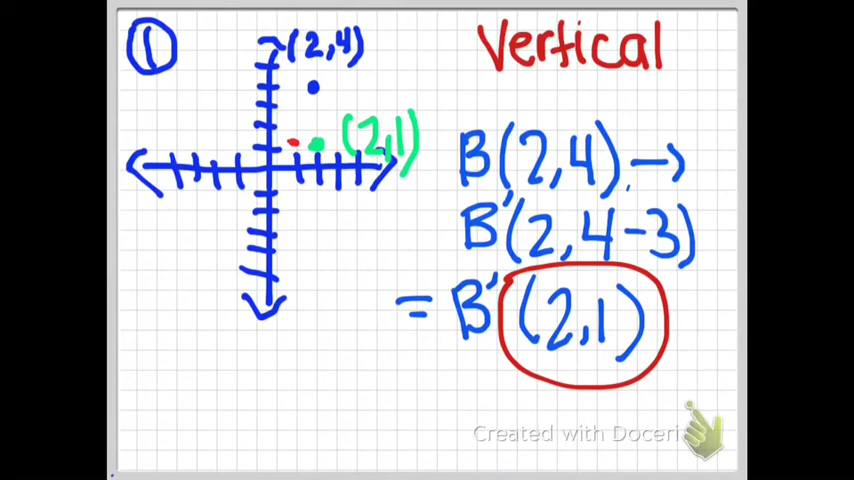 ①
(2,4)
Vertical
(2,1)
B(2,4)→
B'(2,4-3)
= B'(2,1)
Created with Doceri